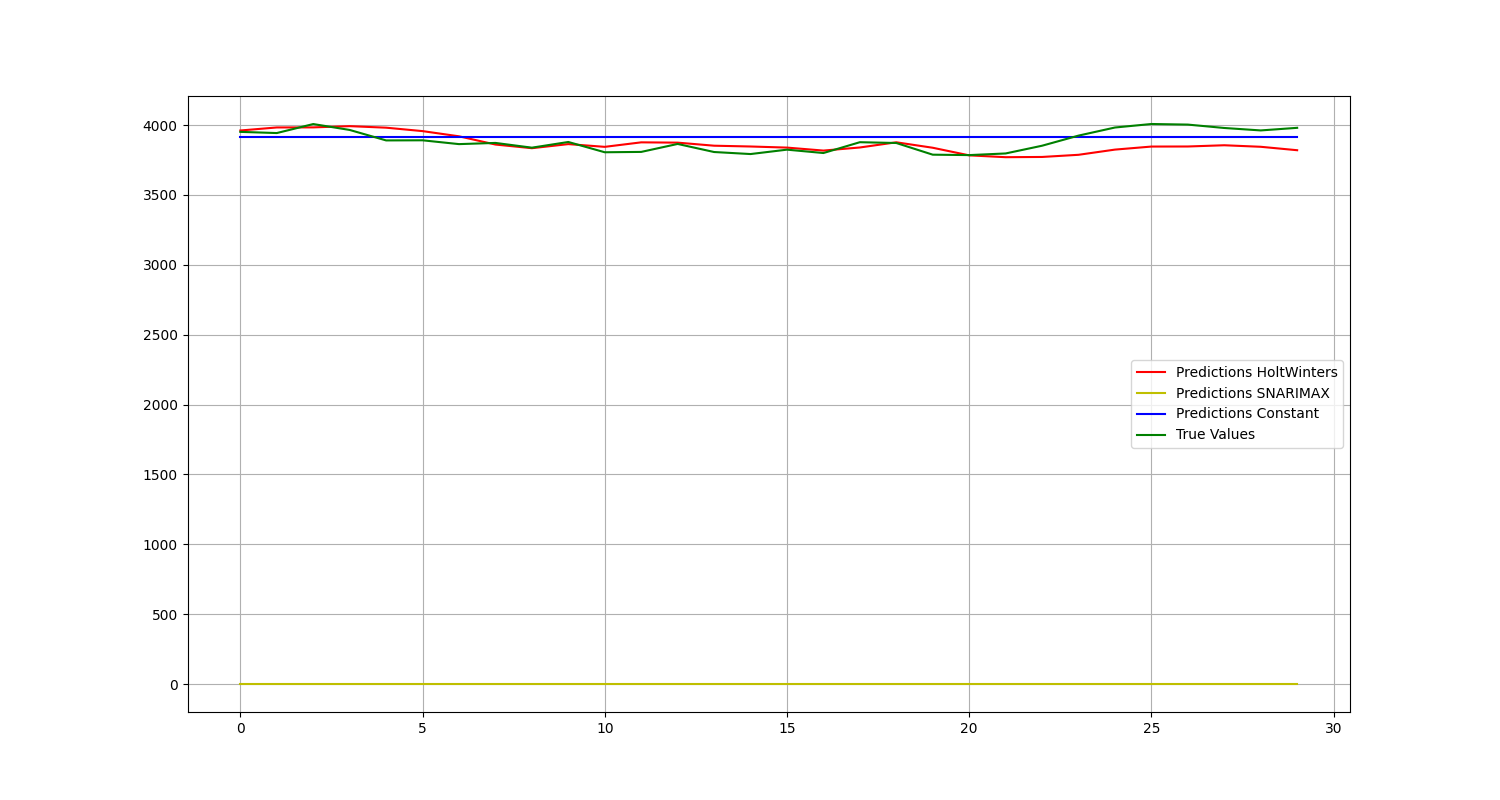 4000
3500
3000
2500
2000
1500
1000
500
0
Predictions HoltWinters
Predictions SNARIMAX
Predictions Constant
True Values
0 5 10 15 20 25 30